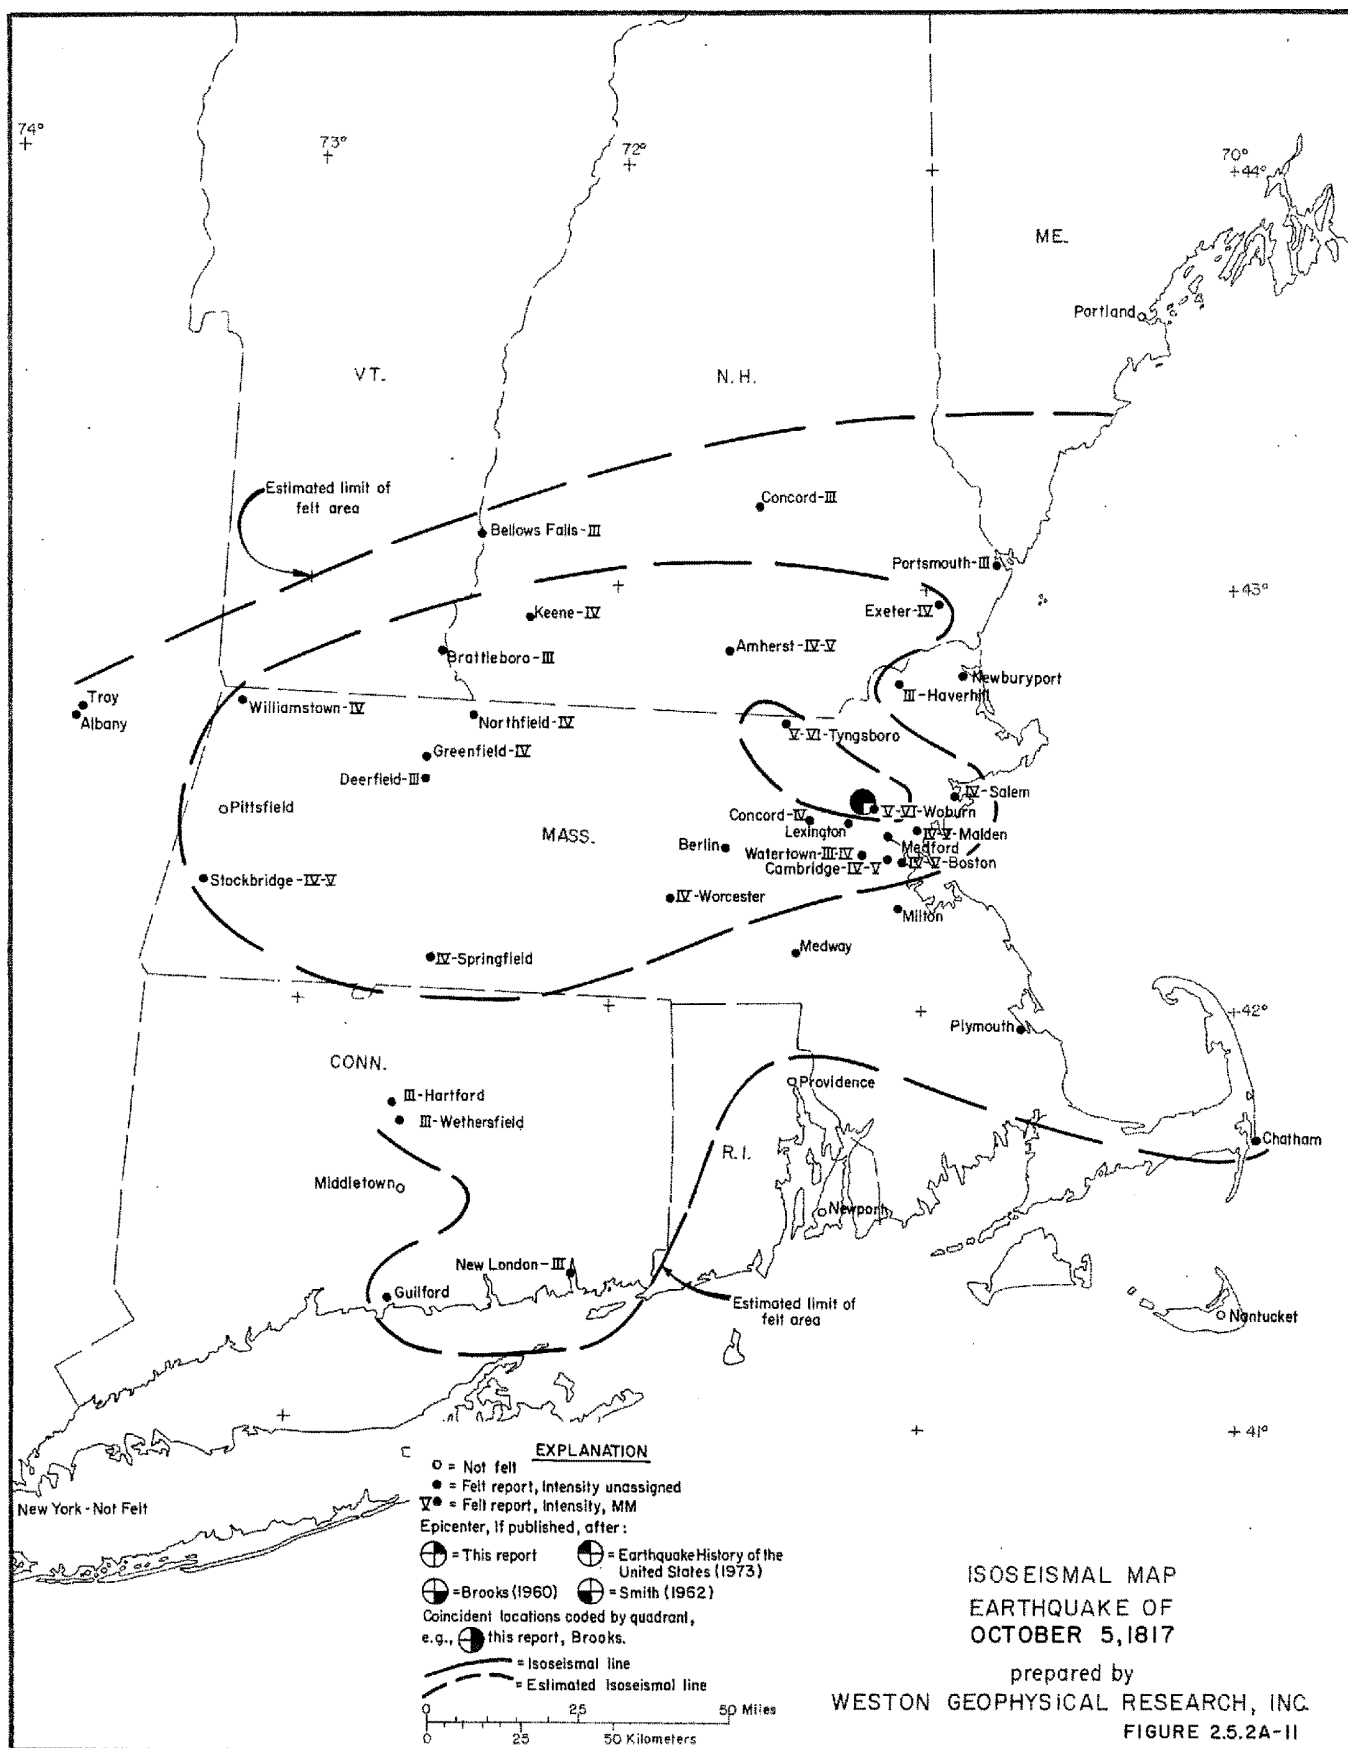 74°
73°
72°
70°
44°
ME.
Portland
VT.
N.H.
Estimated limit of
felt area
Concord-III
Bellows Falls-III
Portsmouth-III
43°
Keene-IV
Exeter-IV
Amherst-IV-V
Brattleboro-III
Newburyport
III-Haverhill
Troy
Albany
Williamstown-IV
Northfield-IV
V-VI-Tyngsboro
Greenfield-IV
Deerfield-III
Pittsfield
IV-Salem
V-VI-Woburn
Concord-IV
Lexington
IV-V-Malden
MASS.
Medford
Berlin
Watertown-III-IV
IV-V-Boston
Cambridge-IV-V
Stockbridge-IV-V
IV-Worcester
Milton
Medway
IV-Springfield
42°
Plymouth
CONN.
Providence
III-Hartford
III-Wethersfield
Chatham
R.I.
Middletown
Newport
New London-III
Guilford
Estimated limit of
felt area
Nantucket
41°
New York-Not Felt
EXPLANATION
= Not felt
= Felt report, Intensity unassigned
V = Felt report, Intensity, MM
Epicenter, If published, after:
= This report
= Earthquake History of the
United States (1973)
= Brooks (1960)
= Smith (1962)
Coincident locations coded by quadrant,
e.g., this report, Brooks.
= Isoseismal line
= Estimated Isoseismal line
0 25 50 Miles
0 25 50 Kilometers
ISOSEISMAL MAP
EARTHQUAKE OF
OCTOBER 5, 1817
prepared by
WESTON GEOPHYSICAL RESEARCH, INC.
FIGURE 2.5.2A-11